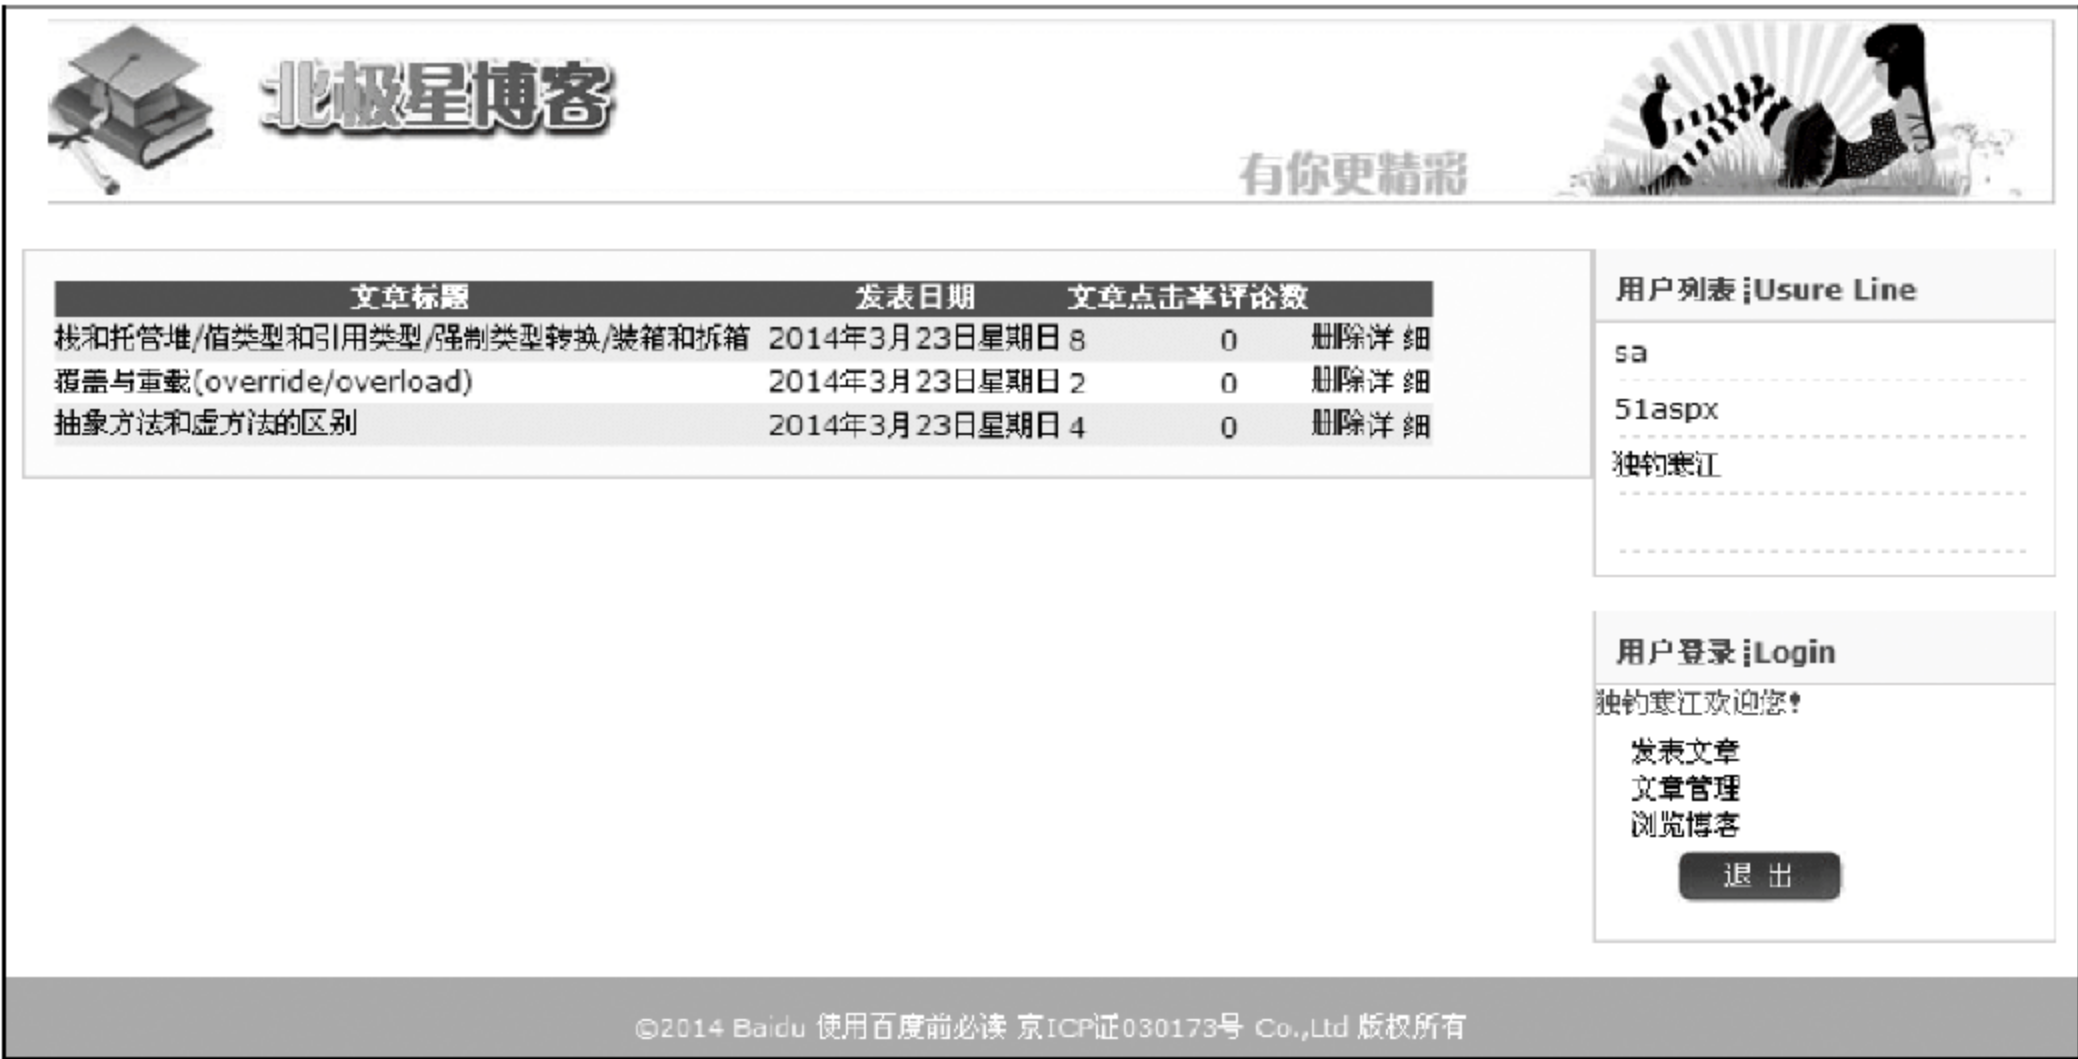 北极星博客
有你更精彩
文章标题 发表日期 文章点击率评论数
栈和托管堆/值类型和引用类型/强制类型转换/装箱和拆箱 2014年3月23日星期日 8 0 删除详 细
覆盖与重载(override/overload) 2014年3月23日星期日 2 0 删除详 细
抽象方法和虚方法的区别 2014年3月23日星期日 4 0 删除详 细
用户列表┋Usure Line
sa
51aspx
独钓寒江
用户登录┋Login
独钓寒江欢迎您!
发表文章
文章管理
浏览博客
退 出
©2014 Baidu 使用百度前必读 京ICP证030173号 Co.,Ltd 版权所有